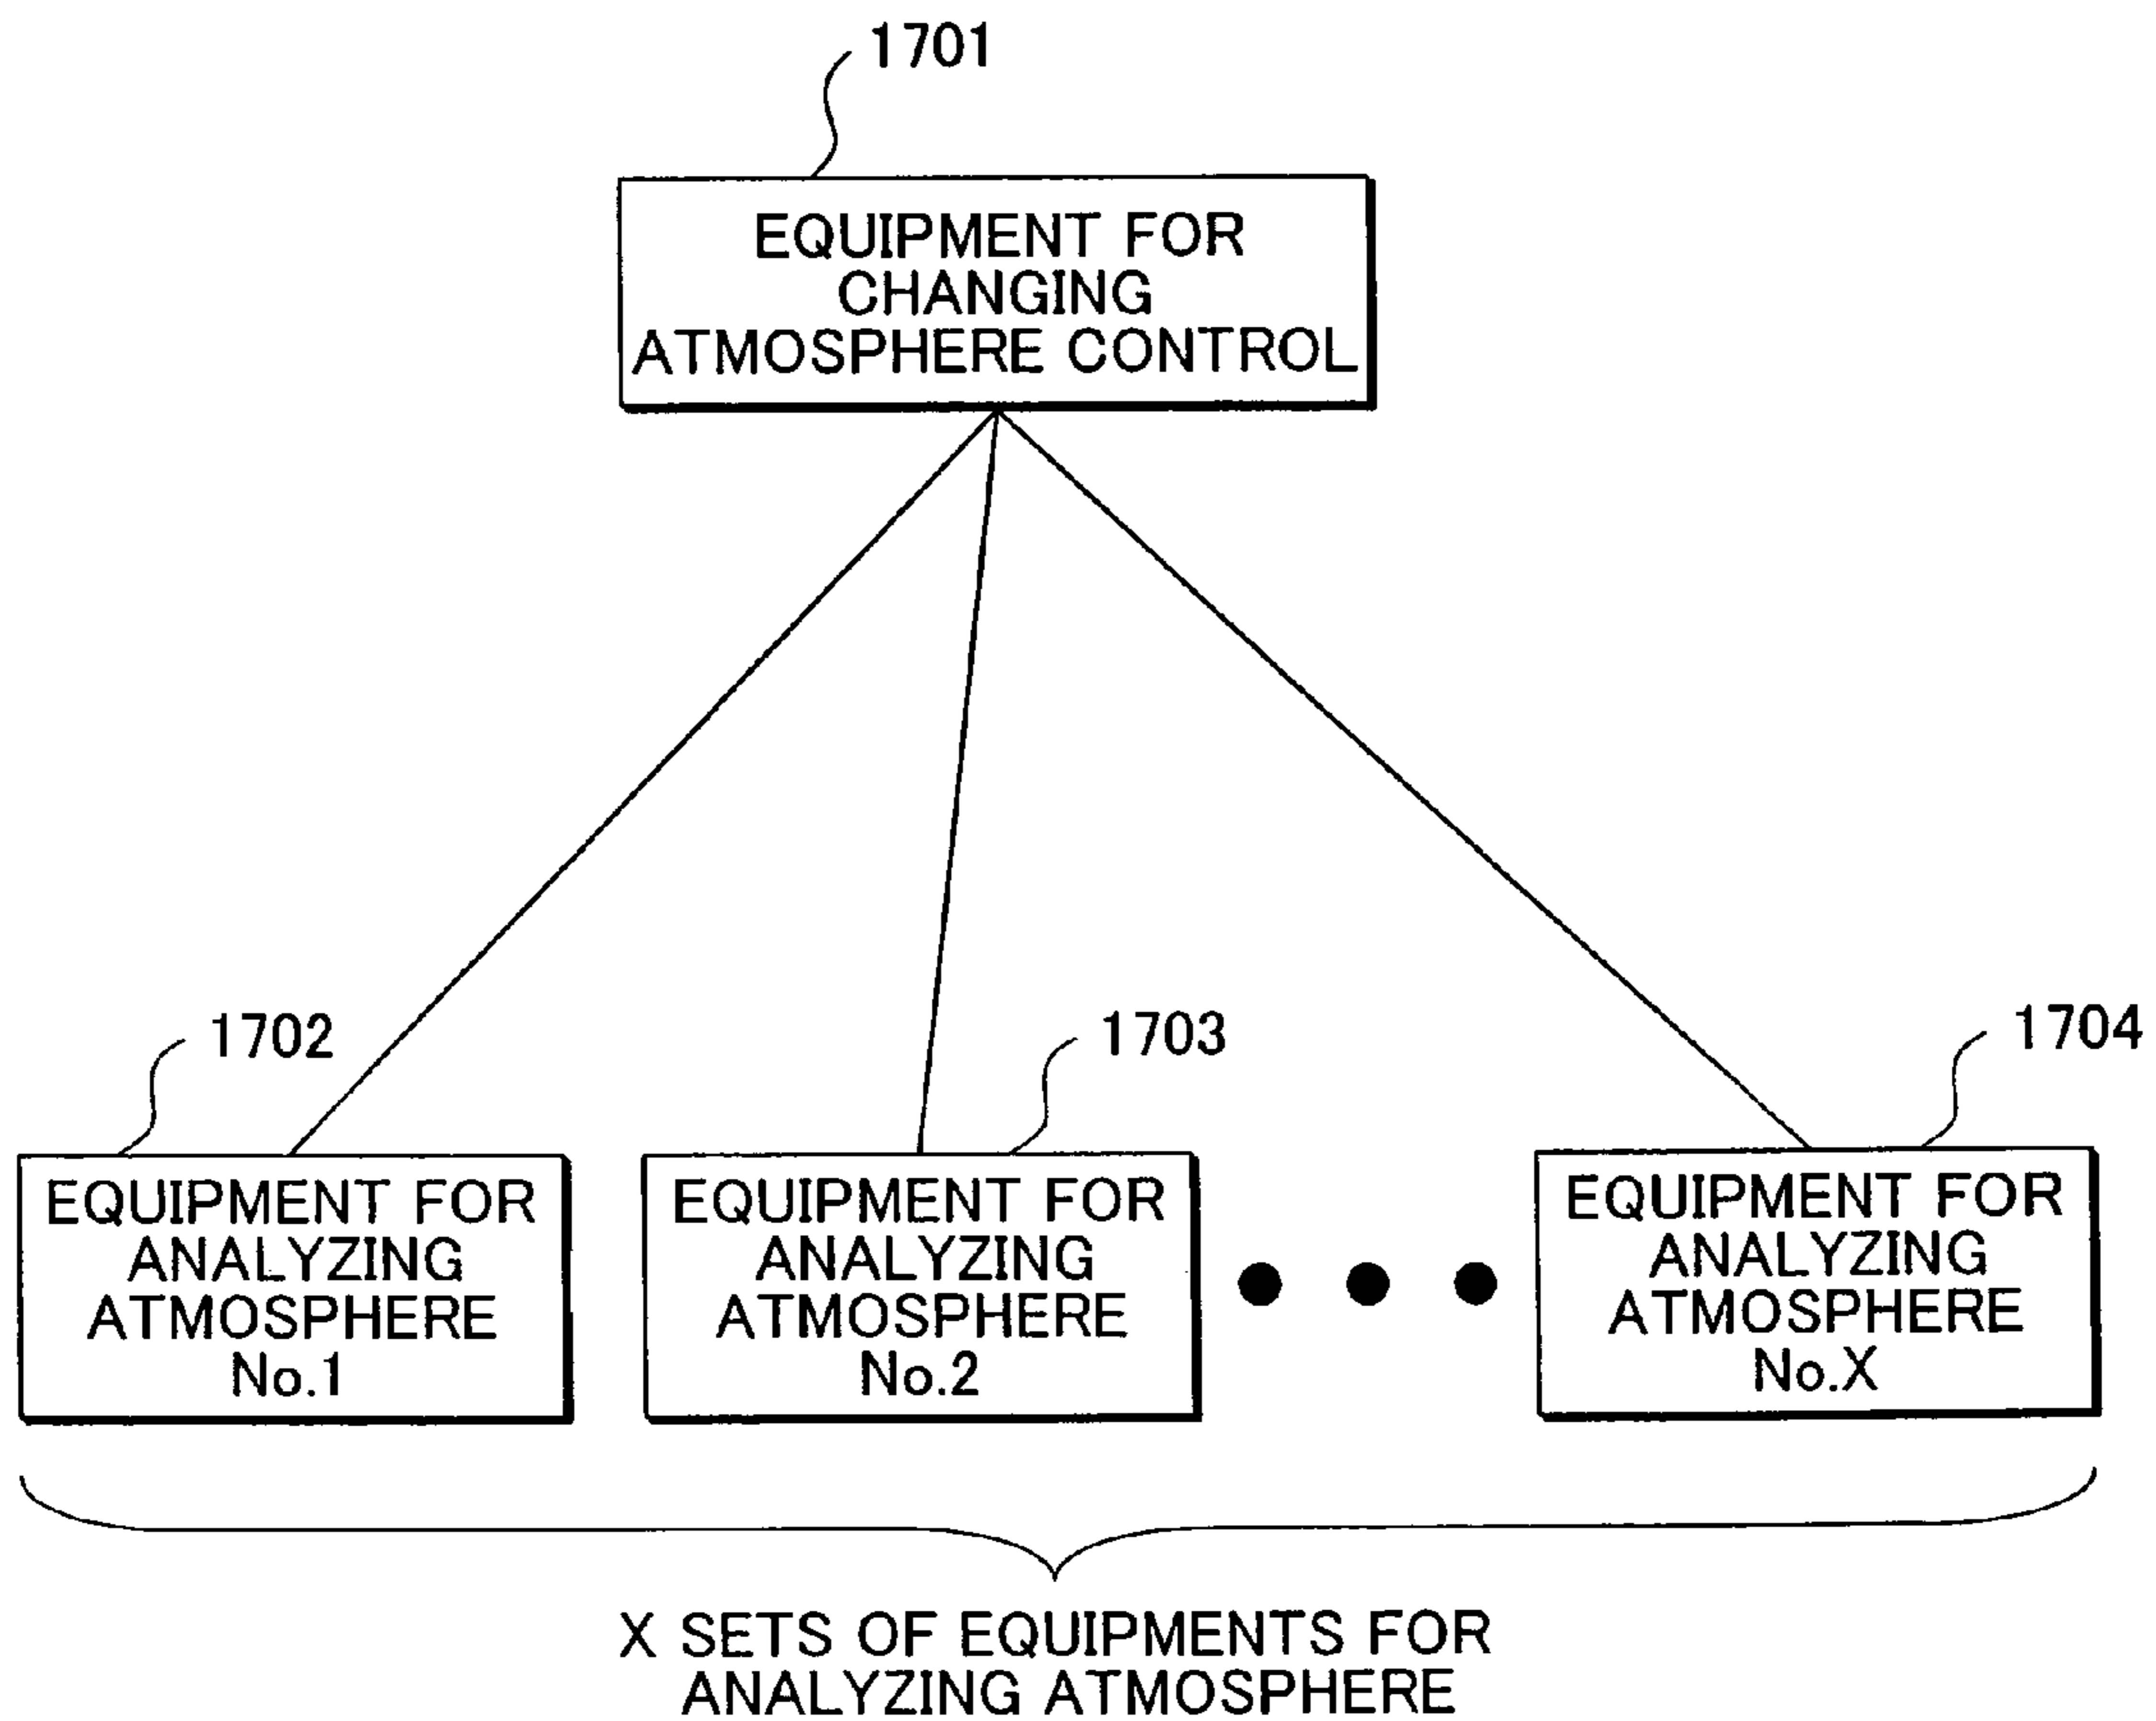 1701
EQUIPMENT FOR
CHANGING
ATMOSPHERE CONTROL
1702
1703
1704
EQUIPMENT FOR
ANALYZING
ATMOSPHERE
No.1
EQUIPMENT FOR
ANALYZING
ATMOSPHERE
No.2
EQUIPMENT FOR
ANALYZING
ATMOSPHERE
No.X
X SETS OF EQUIPMENTS FOR
ANALYZING ATMOSPHERE